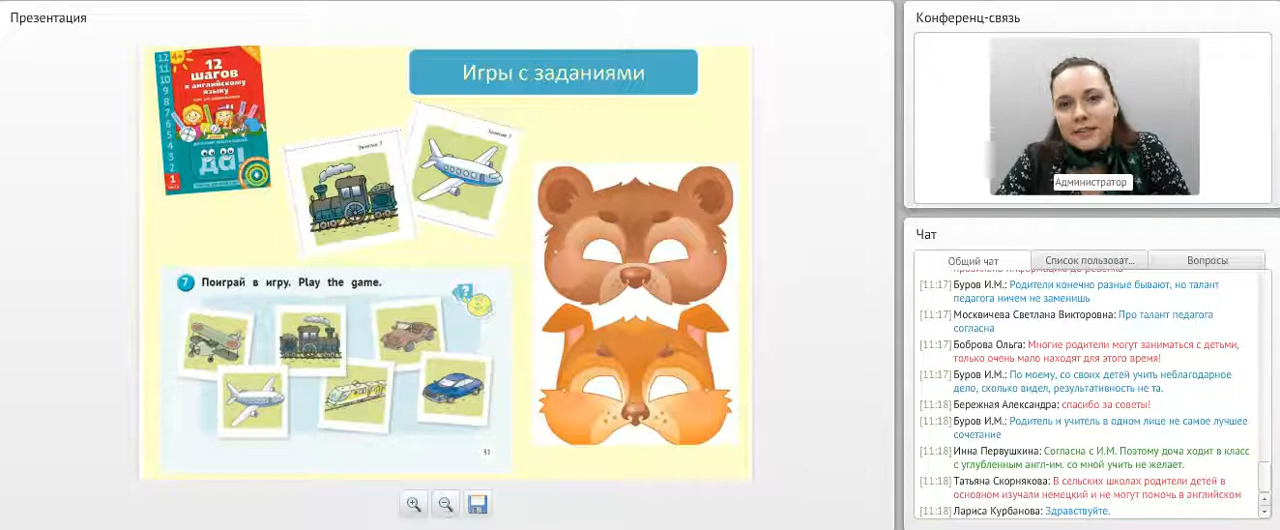 Презентация
Игры с заданиями
12
шагов
к английскому
языку
да!
Занятие 7
Занятие 7
7 Поиграй в игру. Play the game.
Конференц-связь
Администратор
Чат
Общий чат
Список пользоват...
Вопросы
[11:17] Буров И.М.: Родители конечно разные бывают, но талант
педагога ничем не заменишь
[11:17] Москвичева Светлана Викторовна: Про талант педагога
согласна
[11:17] Боброва Ольга: Многие родители могут заниматься с детьми,
только очень мало находят для этого время!
[11:17] Буров И.М.: По моему, со своих детей учить неблагодарное
дело, сколько видел, результативность не та.
[11:18] Бережная Александра: спасибо за советы!
[11:18] Буров И.М.: Родитель и учитель в одном лице не самое лучшее
сочетание
[11:18] Инна Первушкина: Согласна с И.М. Поэтому доча ходит в класс
с углубленным англ-им. со мной учить не желает.
[11:18] Татьяна Скорнякова: В сельских школах родители детей в
основном изучали немецкий и не могут помочь в английском
[11:18] Лариса Курбанова: Здравствуйте.